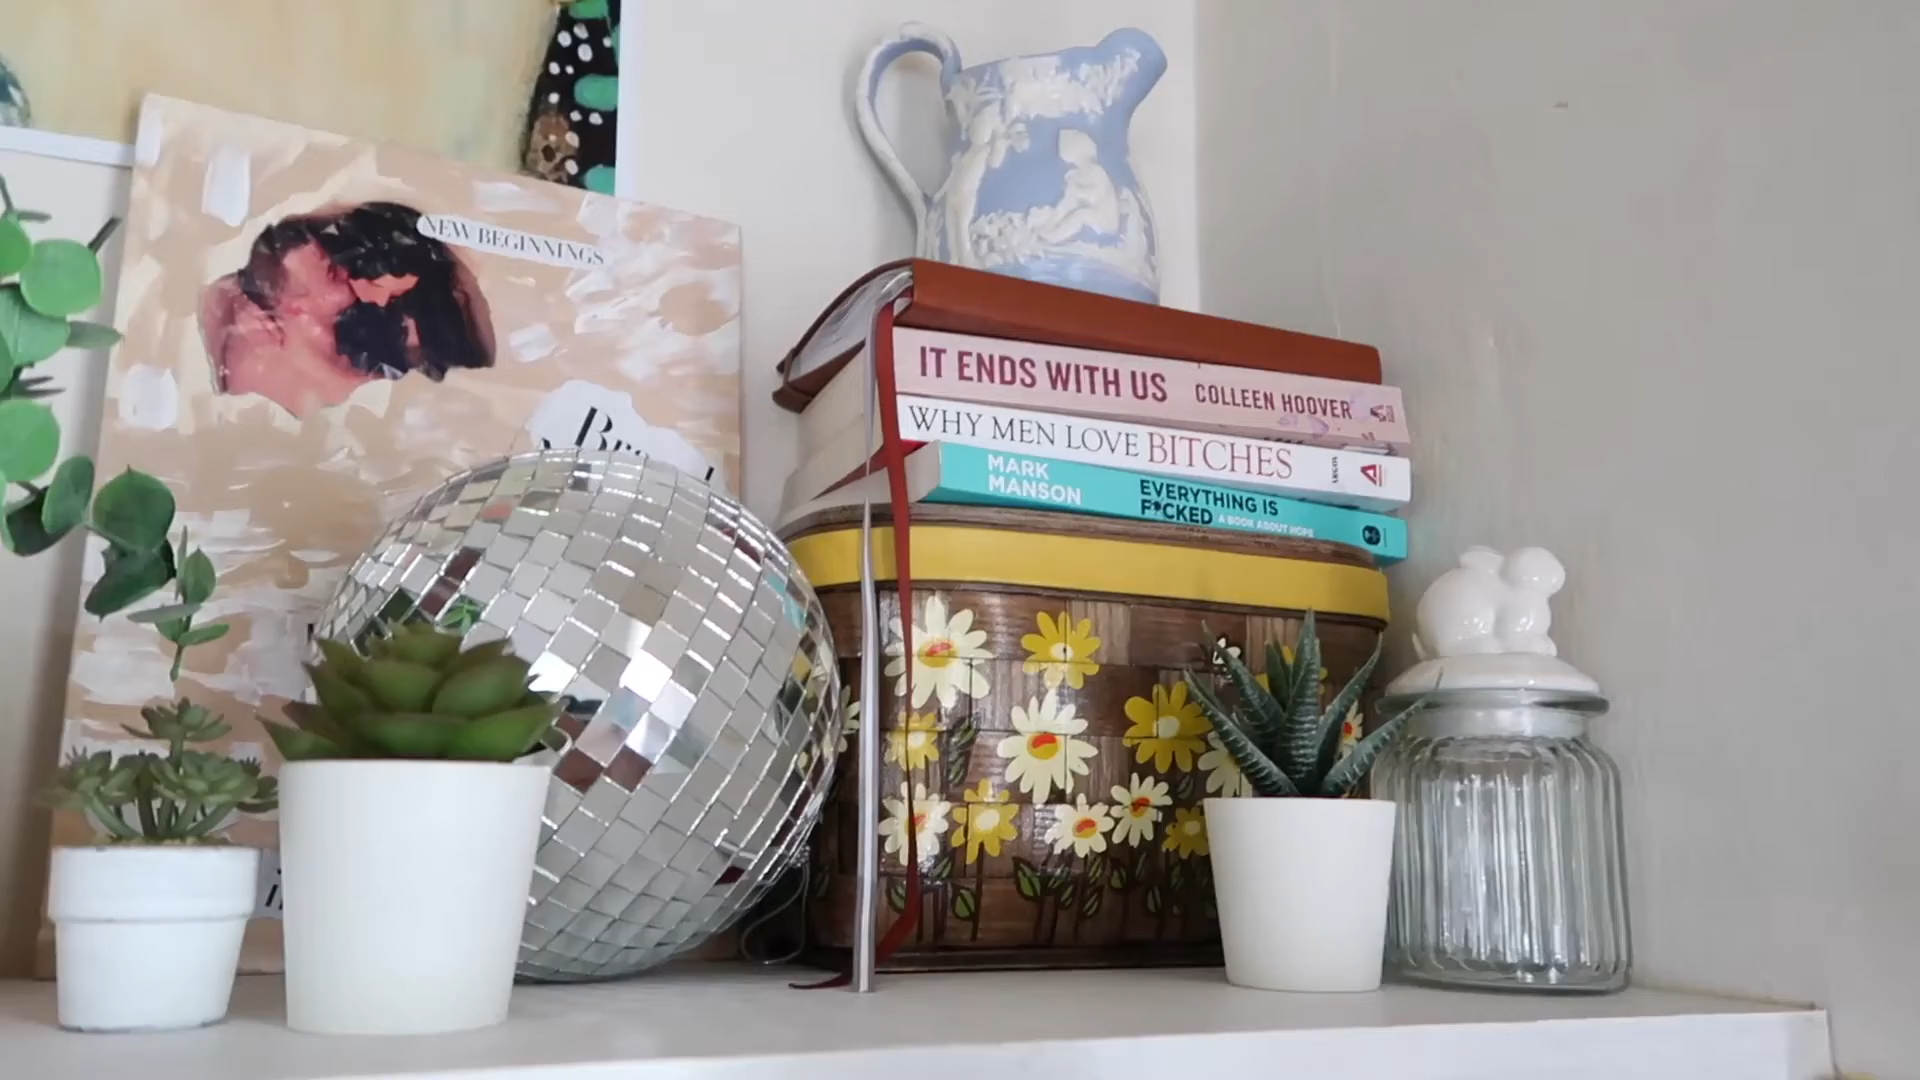 NEW BEGINNINGS
IT ENDS WITH US COLLEEN HOOVER
WHY MEN LOVE BITCHES
MARK
MANSON
EVERYTHING IS
F*CKED A BOOK ABOUT HOPE